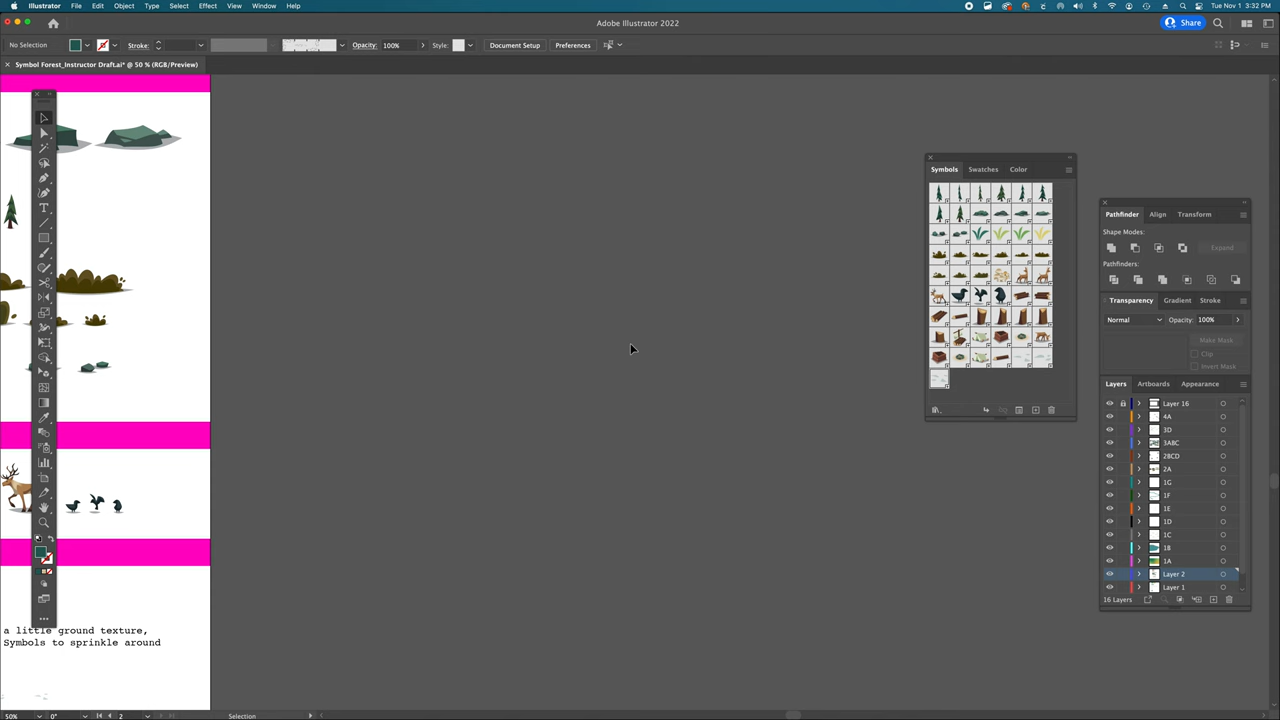 Illustrator File Edit Object Type Select Effect View Window Help
Tue Nov 1 3:32 PM
Adobe Illustrator 2022
Share
No Selection
Stroke:
Opacity: 100%
Style:
Document Setup
Preferences
Symbol Forest_Instructor Draft.ai* @ 50 % (RGB/Preview)
Symbols Swatches Color
Pathfinder Align Transform
Shape Modes:
Expand
Pathfinders:
Transparency Gradient Stroke
Normal Opacity: 100%
Make Mask
Clip
Invert Mask
Layers Artboards Appearance
Layer 16
4A
3D
3ABC
2BCD
2A
1G
1F
1E
1D
1C
1B
1A
Layer 2
Layer 1
16 Layers
a little ground texture,
Symbols to sprinkle around
50% 0° 2 Selection